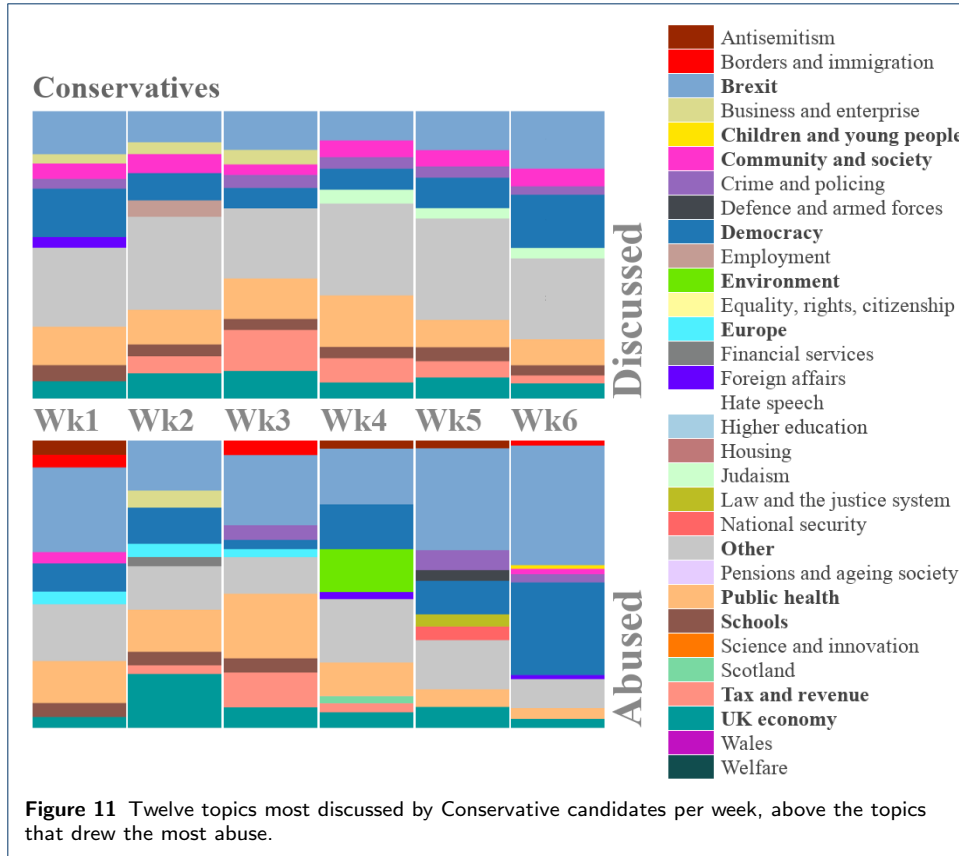 Conservatives
Discussed
Wk1 Wk2 Wk3 Wk4 Wk5 Wk6
Abused
Antisemitism
Borders and immigration
Brexit
Business and enterprise
Children and young people
Community and society
Crime and policing
Defence and armed forces
Democracy
Employment
Environment
Equality, rights, citizenship
Europe
Financial services
Foreign affairs
Hate speech
Higher education
Housing
Judaism
Law and the justice system
National security
Other
Pensions and ageing society
Public health
Schools
Science and innovation
Scotland
Tax and revenue
UK economy
Wales
Welfare
Figure 11 Twelve topics most discussed by Conservative candidates per week, above the topics
that drew the most abuse.